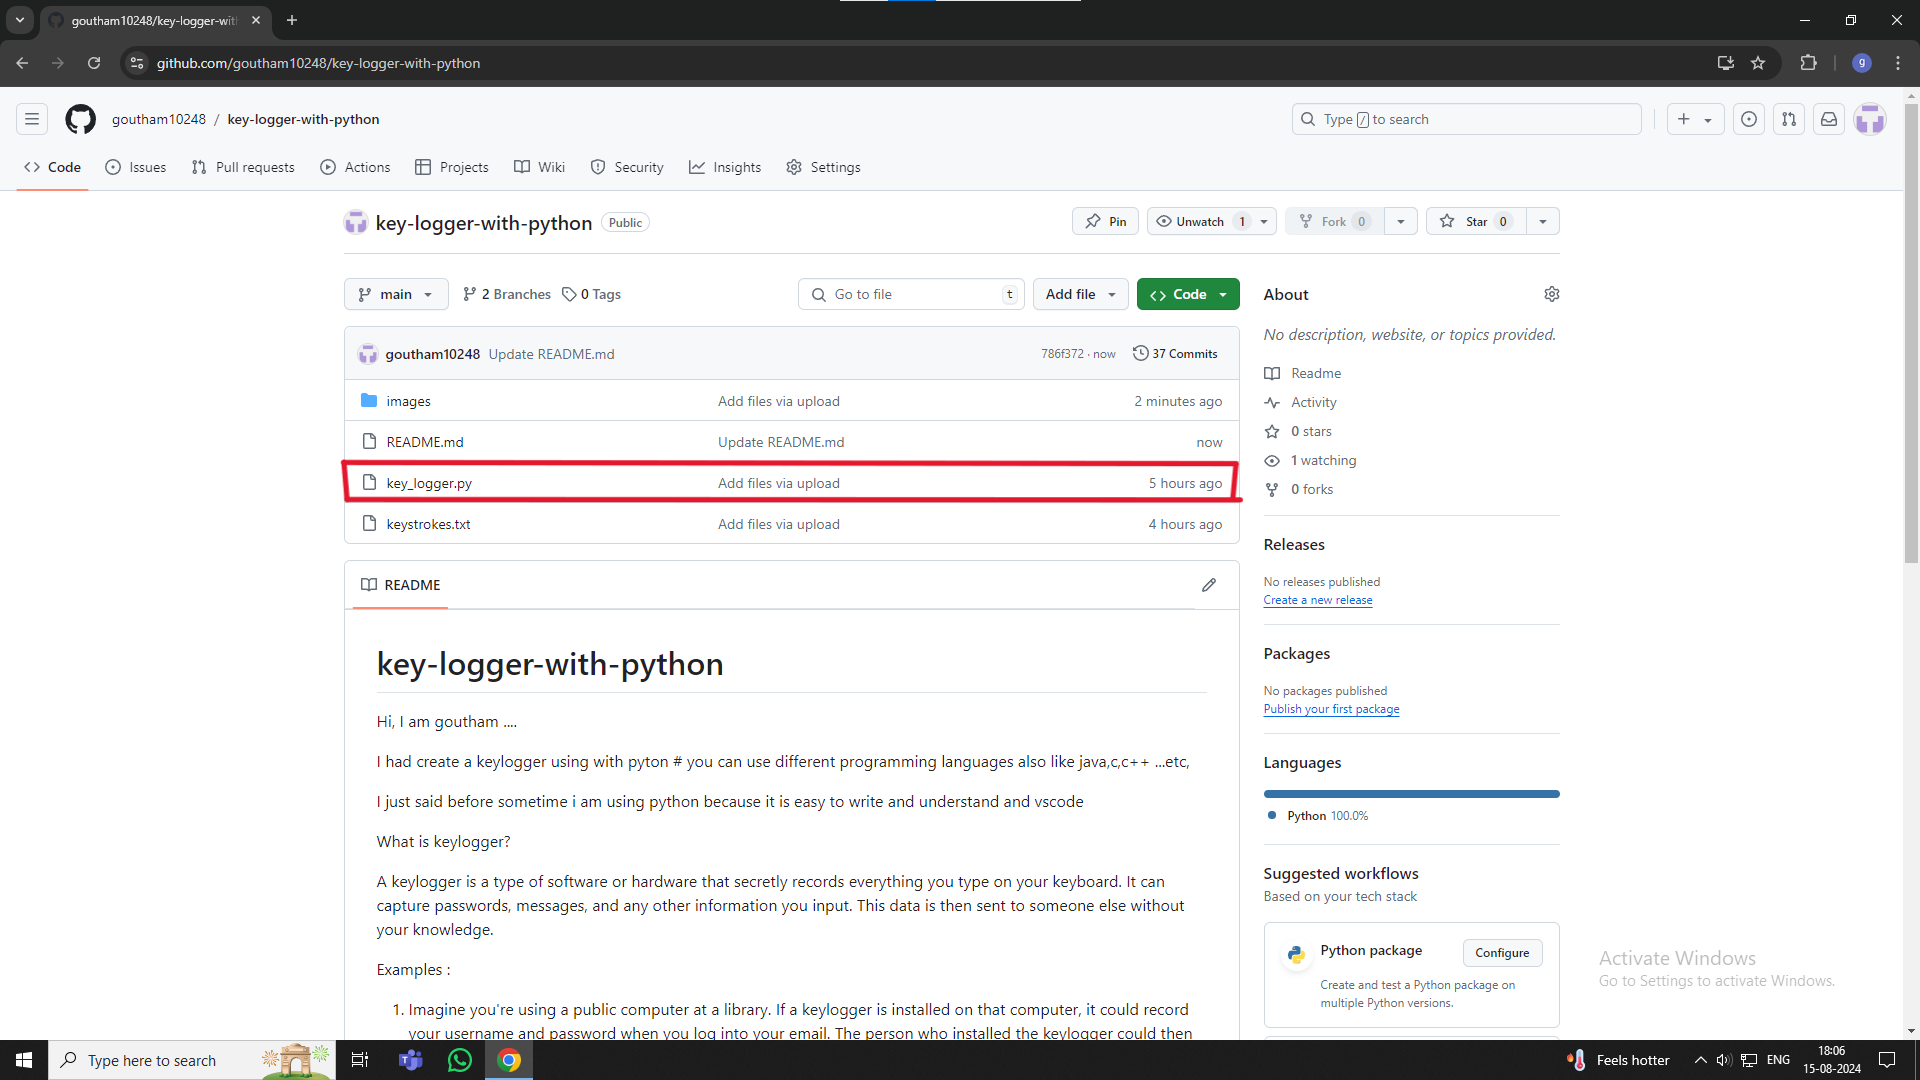 goutham10248/key-logger-with
github.com/goutham10248/key-logger-with-python
g
goutham10248 / key-logger-with-python
Type / to search
Code Issues Pull requests Actions Projects Wiki Security Insights Settings
key-logger-with-python Public
Pin Unwatch 1 Fork 0 Star 0
main 2 Branches 0 Tags Go to file t Add file Code
goutham10248 Update README.md 786f372 · now 37 Commits
images Add files via upload 2 minutes ago
README.md Update README.md now
key_logger.py Add files via upload 5 hours ago
keystrokes.txt Add files via upload 4 hours ago
README
key-logger-with-python
Hi, I am goutham ....
I had create a keylogger using with pyton # you can use different programming languages also like java,c,c++ ...etc,
I just said before sometime i am using python because it is easy to write and understand and vscode
What is keylogger?
A keylogger is a type of software or hardware that secretly records everything you type on your keyboard. It can
capture passwords, messages, and any other information you input. This data is then sent to someone else without
your knowledge.
Examples :
1. Imagine you're using a public computer at a library. If a keylogger is installed on that computer, it could record
your username and password when you log into your email. The person who installed the keylogger could then
About
No description, website, or topics provided.
Readme
Activity
0 stars
1 watching
0 forks
Releases
No releases published
Create a new release
Packages
No packages published
Publish your first package
Languages
Python 100.0%
Suggested workflows
Based on your tech stack
Python package Configure
Create and test a Python package on
multiple Python versions.
Activate Windows
Go to Settings to activate Windows.
Type here to search
Feels hotter
ENG
18:06
15-08-2024